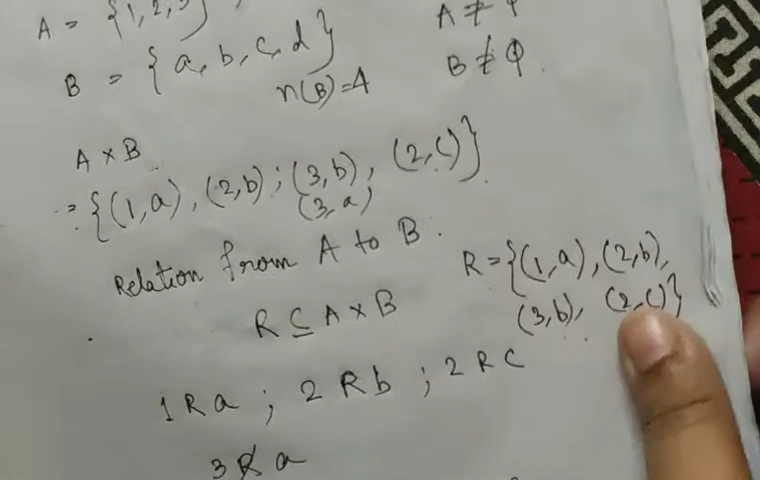 A = {1, 2, 3}
A ≠ φ
B = {a, b, c, d}
n(B)=4
B ≠ φ.
A × B
= {(1,a), (2,b); (3,b), (2,c)}
(3,a)
Relation from A to B.
R = {(1,a), (2,b),
(3,b), (2,c)}
R ⊆ A × B
1 R a ; 2 R b ; 2 R c
3 R̸ a